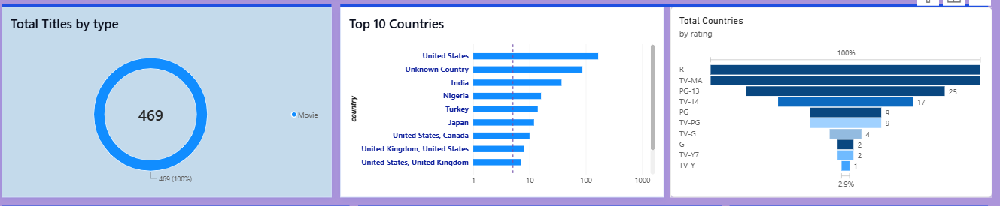 Total Titles by type
469
Movie
469 (100%)
Top 10 Countries
country
United States
Unknown Country
India
Nigeria
Turkey
Japan
United States, Canada
United Kingdom, United States
United States, United Kingdom
1 10 100 1000
Total Countries
by rating
100%
R
TV-MA
PG-13 25
TV-14 17
PG 9
TV-PG 9
TV-G 4
G 2
TV-Y7 2
TV-Y 1
2.9%